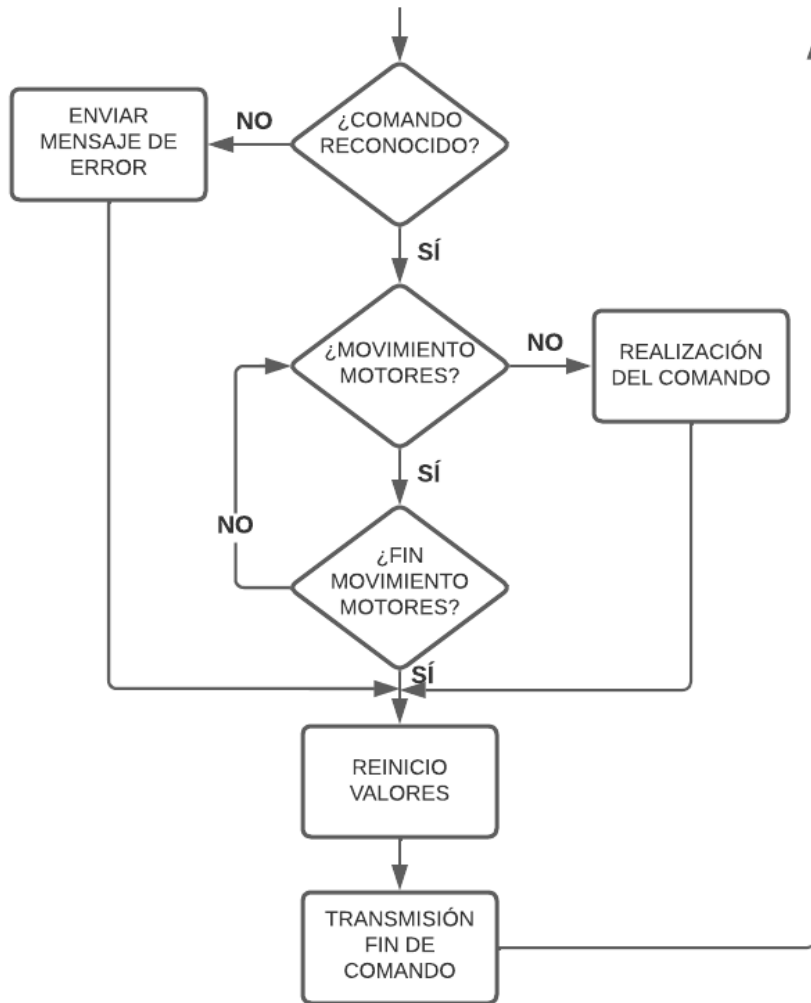 ¿COMANDO
RECONOCIDO?
NO
ENVIAR
MENSAJE DE
ERROR
SÍ
¿MOVIMIENTO
MOTORES?
NO
REALIZACIÓN
DEL COMANDO
SÍ
¿FIN
MOVIMIENTO
MOTORES?
NO
SÍ
REINICIO
VALORES
TRANSMISIÓN
FIN DE
COMANDO